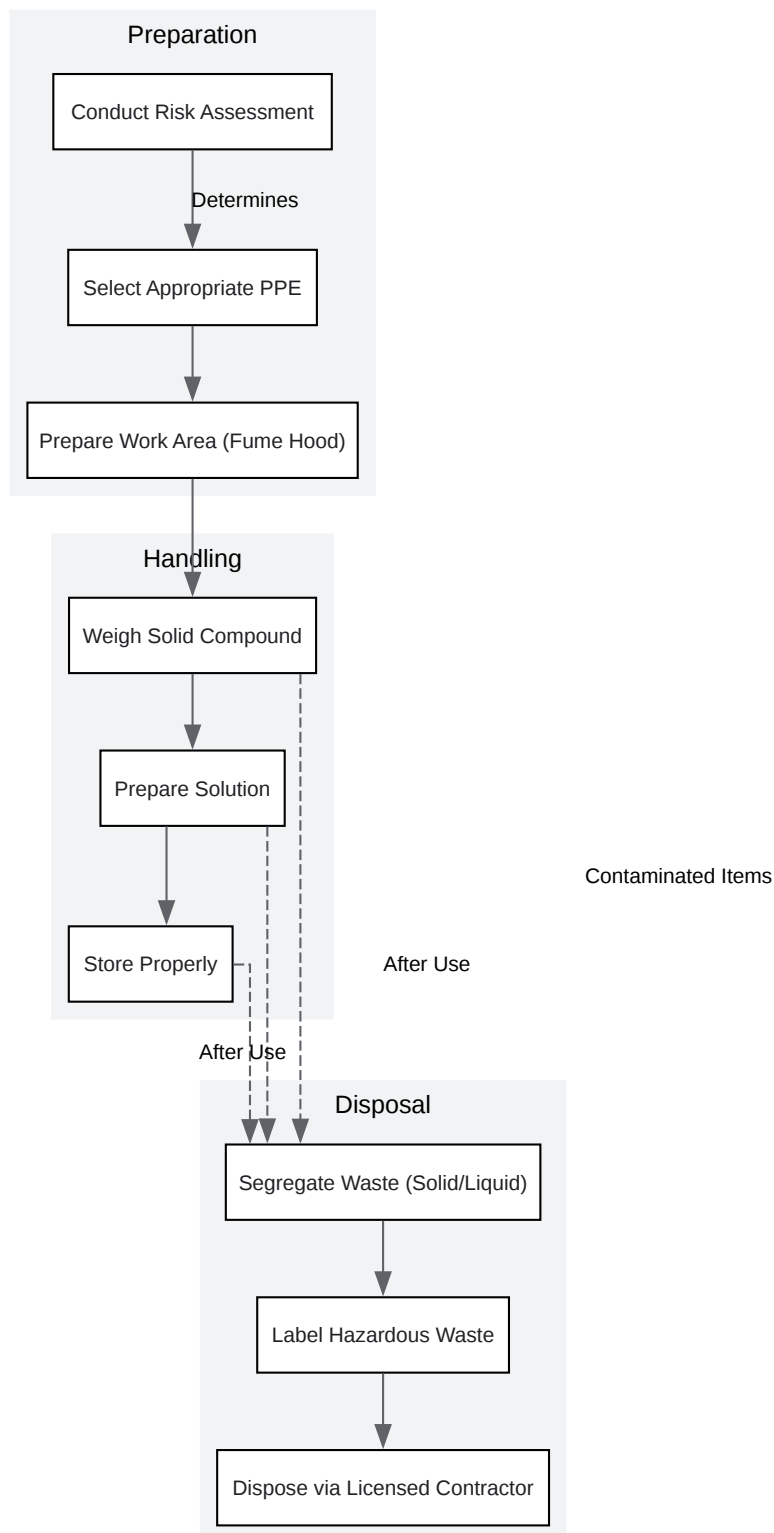 Preparation
Conduct Risk Assessment
Determines
Select Appropriate PPE
Prepare Work Area (Fume Hood)
Handling
Weigh Solid Compound
Prepare Solution
Contaminated Items
Store Properly
After Use
After Use
Disposal
Segregate Waste (Solid/Liquid)
Label Hazardous Waste
Dispose via Licensed Contractor